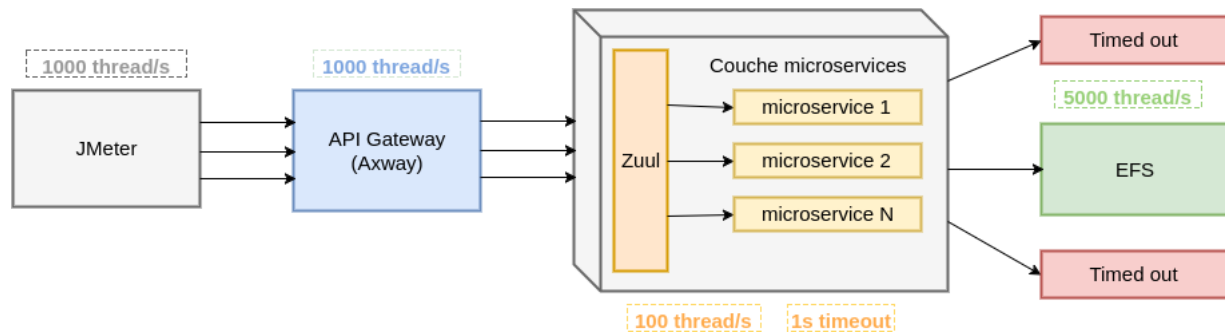 1000 thread/s
JMeter
1000 thread/s
API Gateway
(Axway)
Couche microservices
Zuul
microservice 1
microservice 2
microservice N
100 thread/s
1s timeout
Timed out
5000 thread/s
EFS
Timed out